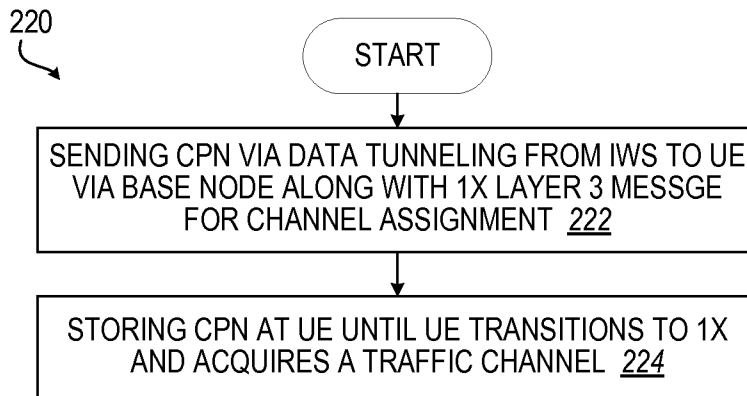 220
START
SENDING CPN VIA DATA TUNNELING FROM IWS TO UE
VIA BASE NODE ALONG WITH 1X LAYER 3 MESSGE
FOR CHANNEL ASSIGNMENT 222
STORING CPN AT UE UNTIL UE TRANSITIONS TO 1X
AND ACQUIRES A TRAFFIC CHANNEL 224